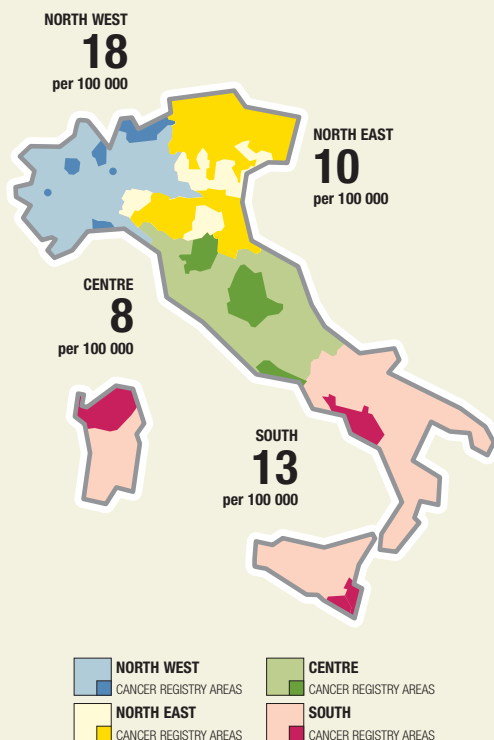 NORTH WEST
18
per 100 000
NORTH EAST
10
per 100 000
CENTRE
8
per 100 000
SOUTH
13
per 100 000
NORTH WEST
CANCER REGISTRY AREAS
CENTRE
CANCER REGISTRY AREAS
NORTH EAST
CANCER REGISTRY AREAS
SOUTH
CANCER REGISTRY AREAS